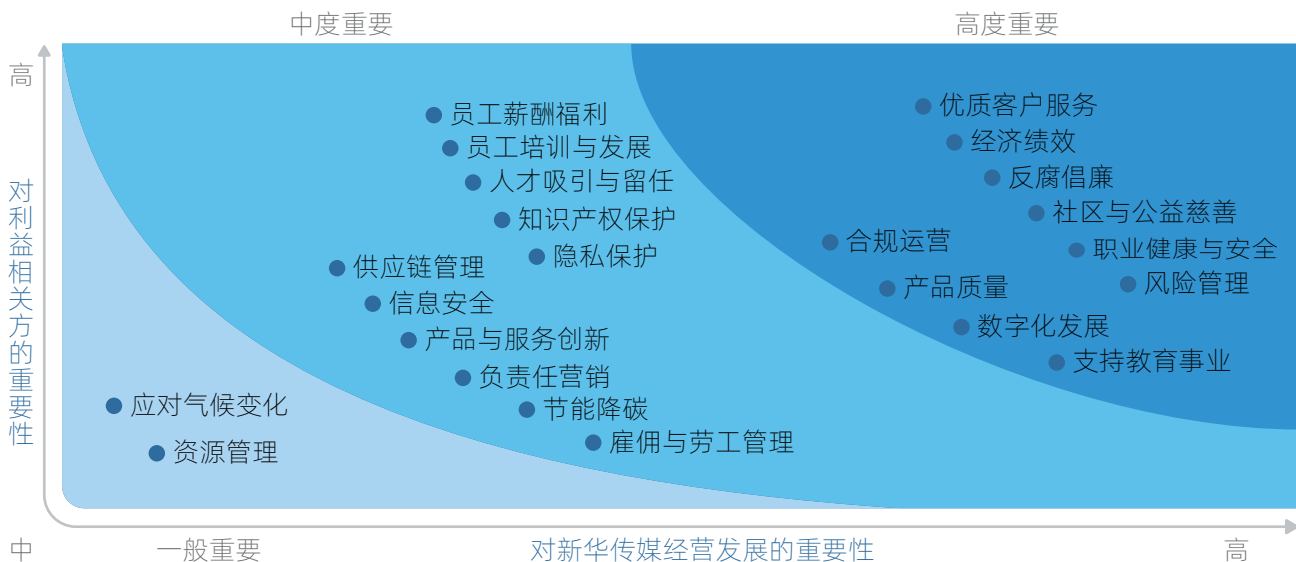 中度重要
高度重要
高
对利益相关方的重要性
员工薪酬福利
员工培训与发展
人才吸引与留任
知识产权保护
隐私保护
供应链管理
信息安全
产品与服务创新
负责任营销
节能降碳
雇佣与劳工管理
优质客户服务
经济绩效
反腐倡廉
社区与公益慈善
合规运营
职业健康与安全
产品质量
风险管理
数字化发展
支持教育事业
应对气候变化
资源管理
中
一般重要
对新华传媒经营发展的重要性
高